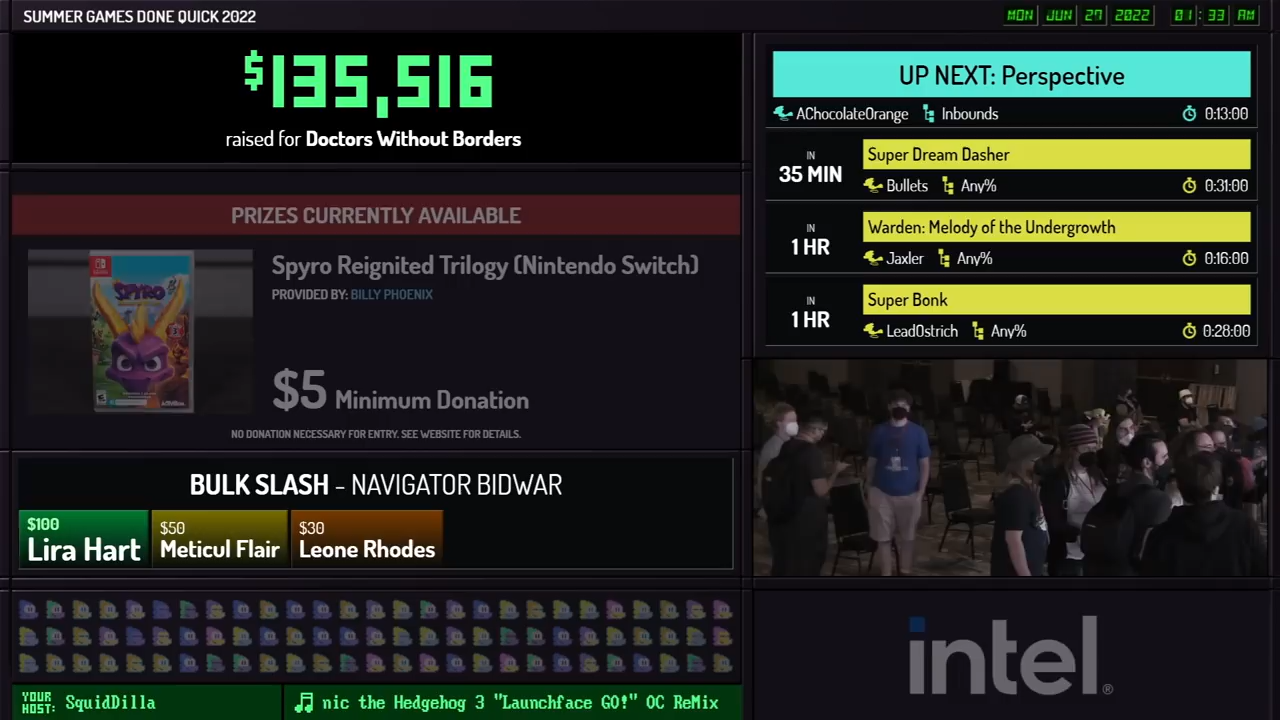 SUMMER GAMES DONE QUICK 2022
MON JUN 27 2022 01:33 AM
$135,516
raised for Doctors Without Borders
PRIZES CURRENTLY AVAILABLE
SPYRO
Spyro Reignited Trilogy (Nintendo Switch)
PROVIDED BY: BILLY PHOENIX
$5 Minimum Donation
NO DONATION NECESSARY FOR ENTRY. SEE WEBSITE FOR DETAILS.
BULK SLASH - NAVIGATOR BIDWAR
$100
Lira Hart
$50
Meticul Flair
$30
Leone Rhodes
YOUR HOST: SquidDilla
nic the Hedgehog 3 "Launchface GO!" OC ReMix
UP NEXT: Perspective
AChocolateOrange Inbounds 0:13:00
IN 35 MIN
Super Dream Dasher
Bullets Any% 0:31:00
IN 1 HR
Warden: Melody of the Undergrowth
Jaxler Any% 0:16:00
IN 1 HR
Super Bonk
LeadOstrich Any% 0:28:00
intel®